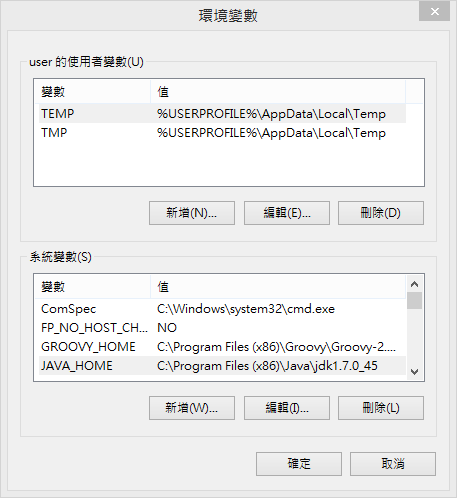 環境變數
user 的使用者變數(U)
變數 值
TEMP %USERPROFILE%\AppData\Local\Temp
TMP %USERPROFILE%\AppData\Local\Temp
新增(N)... 編輯(E)... 刪除(D)
系統變數(S)
變數 值
ComSpec C:\Windows\system32\cmd.exe
FP_NO_HOST_CH... NO
GROOVY_HOME C:\Program Files (x86)\Groovy\Groovy-2....
JAVA_HOME C:\Program Files (x86)\Java\jdk1.7.0_45
新增(W)... 編輯(I)... 刪除(L)
確定 取消